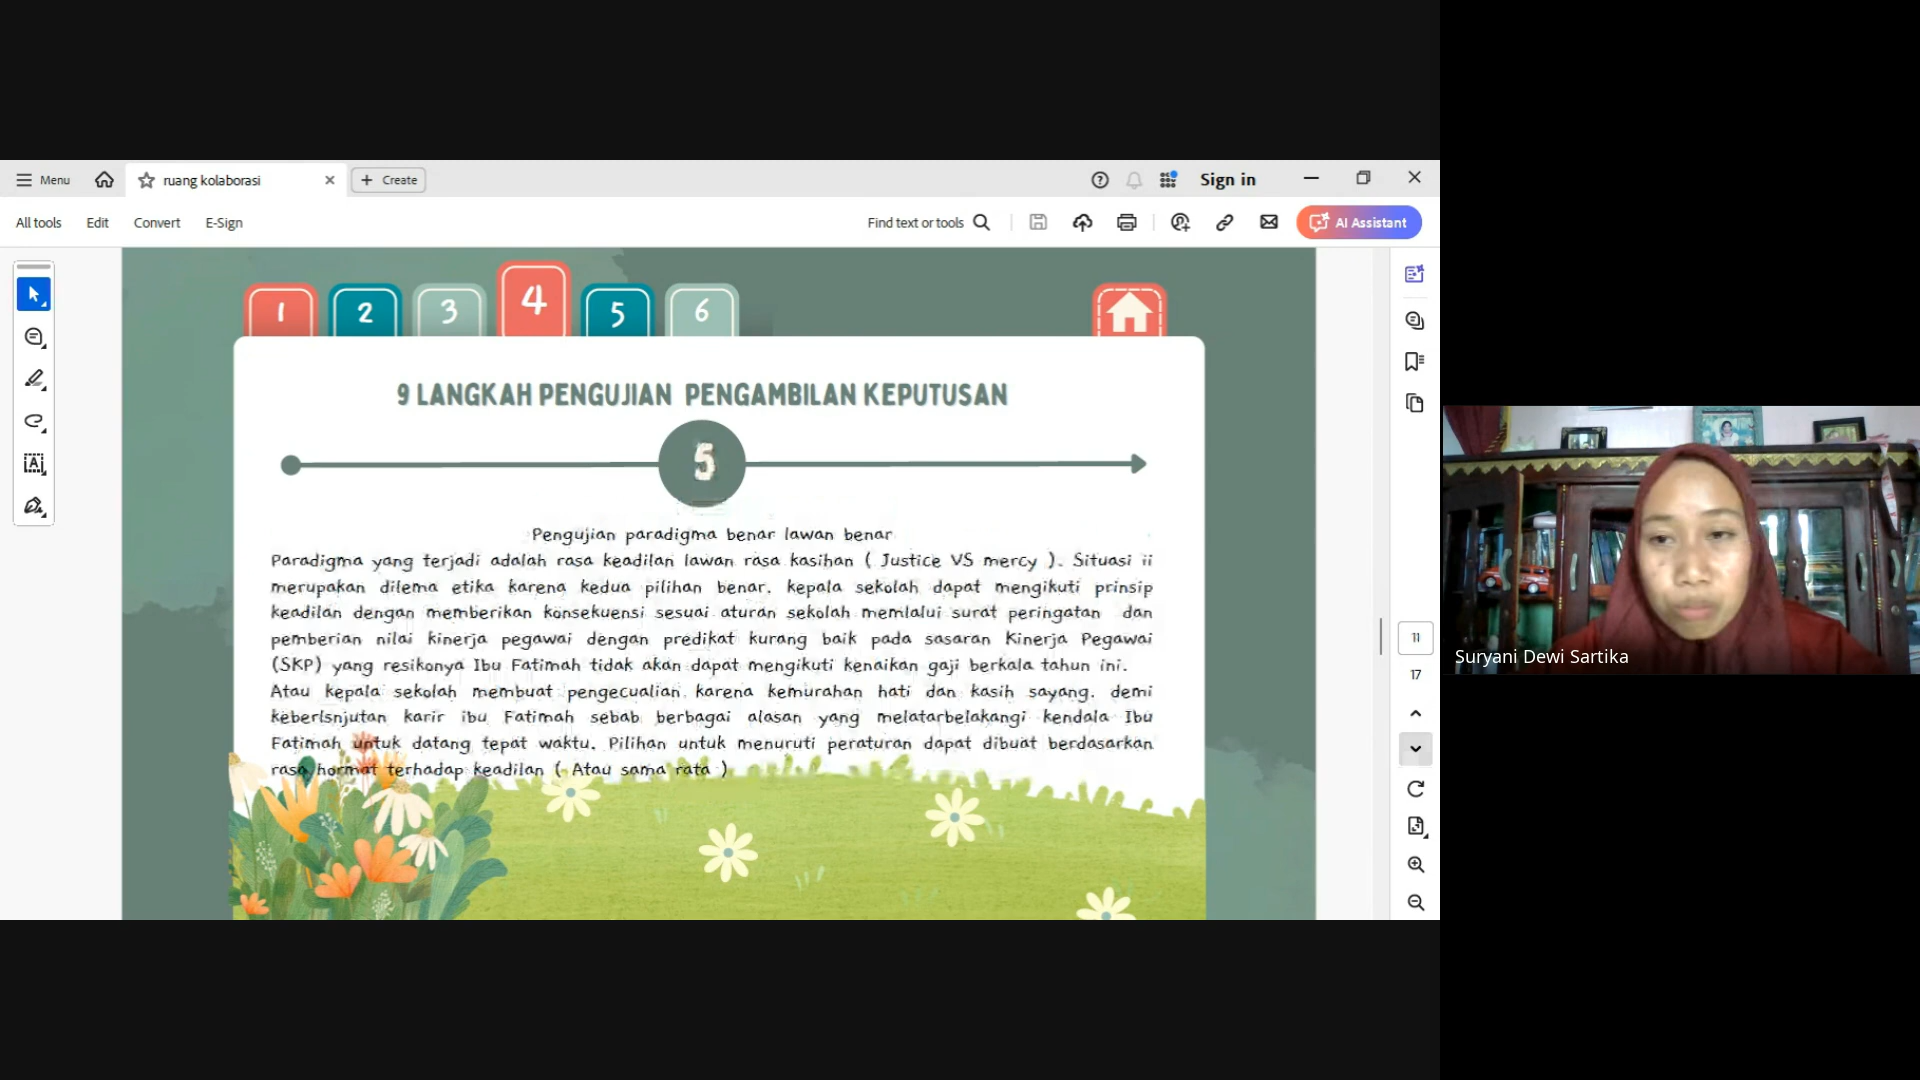 Menu
ruang kolaborasi
Create
Sign in
All tools
Edit
Convert
E-Sign
Find text or tools
AI Assistant
1
2
3
4
5
6
9 LANGKAH PENGUJIAN PENGAMBILAN KEPUTUSAN
5
Pengujian paradigma benar lawan benar
Paradigma yang terjadi adalah rasa keadilan lawan rasa kasihan ( Justice VS mercy ). Situasi ii
merupakan dilema etika karena kedua pilihan benar. kepala sekolah dapat mengikuti prinsip
keadilan dengan memberikan konsekuensi sesuai aturan sekolah memlalui surat peringatan dan
pemberian nilai kinerja pegawai dengan predikat kurang baik pada sasaran Kinerja Pegawai
(SKP) yang resikonya Ibu Fatimah tidak akan dapat mengikuti kenaikan gaji berkala tahun ini.
Atau kepala sekolah membuat pengecualian karena kemurahan hati dan kasih sayang. demi
keberlsnjutan karir ibu Fatimah sebab berbagai alasan yang melatarbelakangi kendala Ibu
Fatimah untuk datang tepat waktu. Pilihan untuk menuruti peraturan dapat dibuat berdasarkan
rasa hormat terhadap keadilan ( Atau sama rata )
11
17
Suryani Dewi Sartika